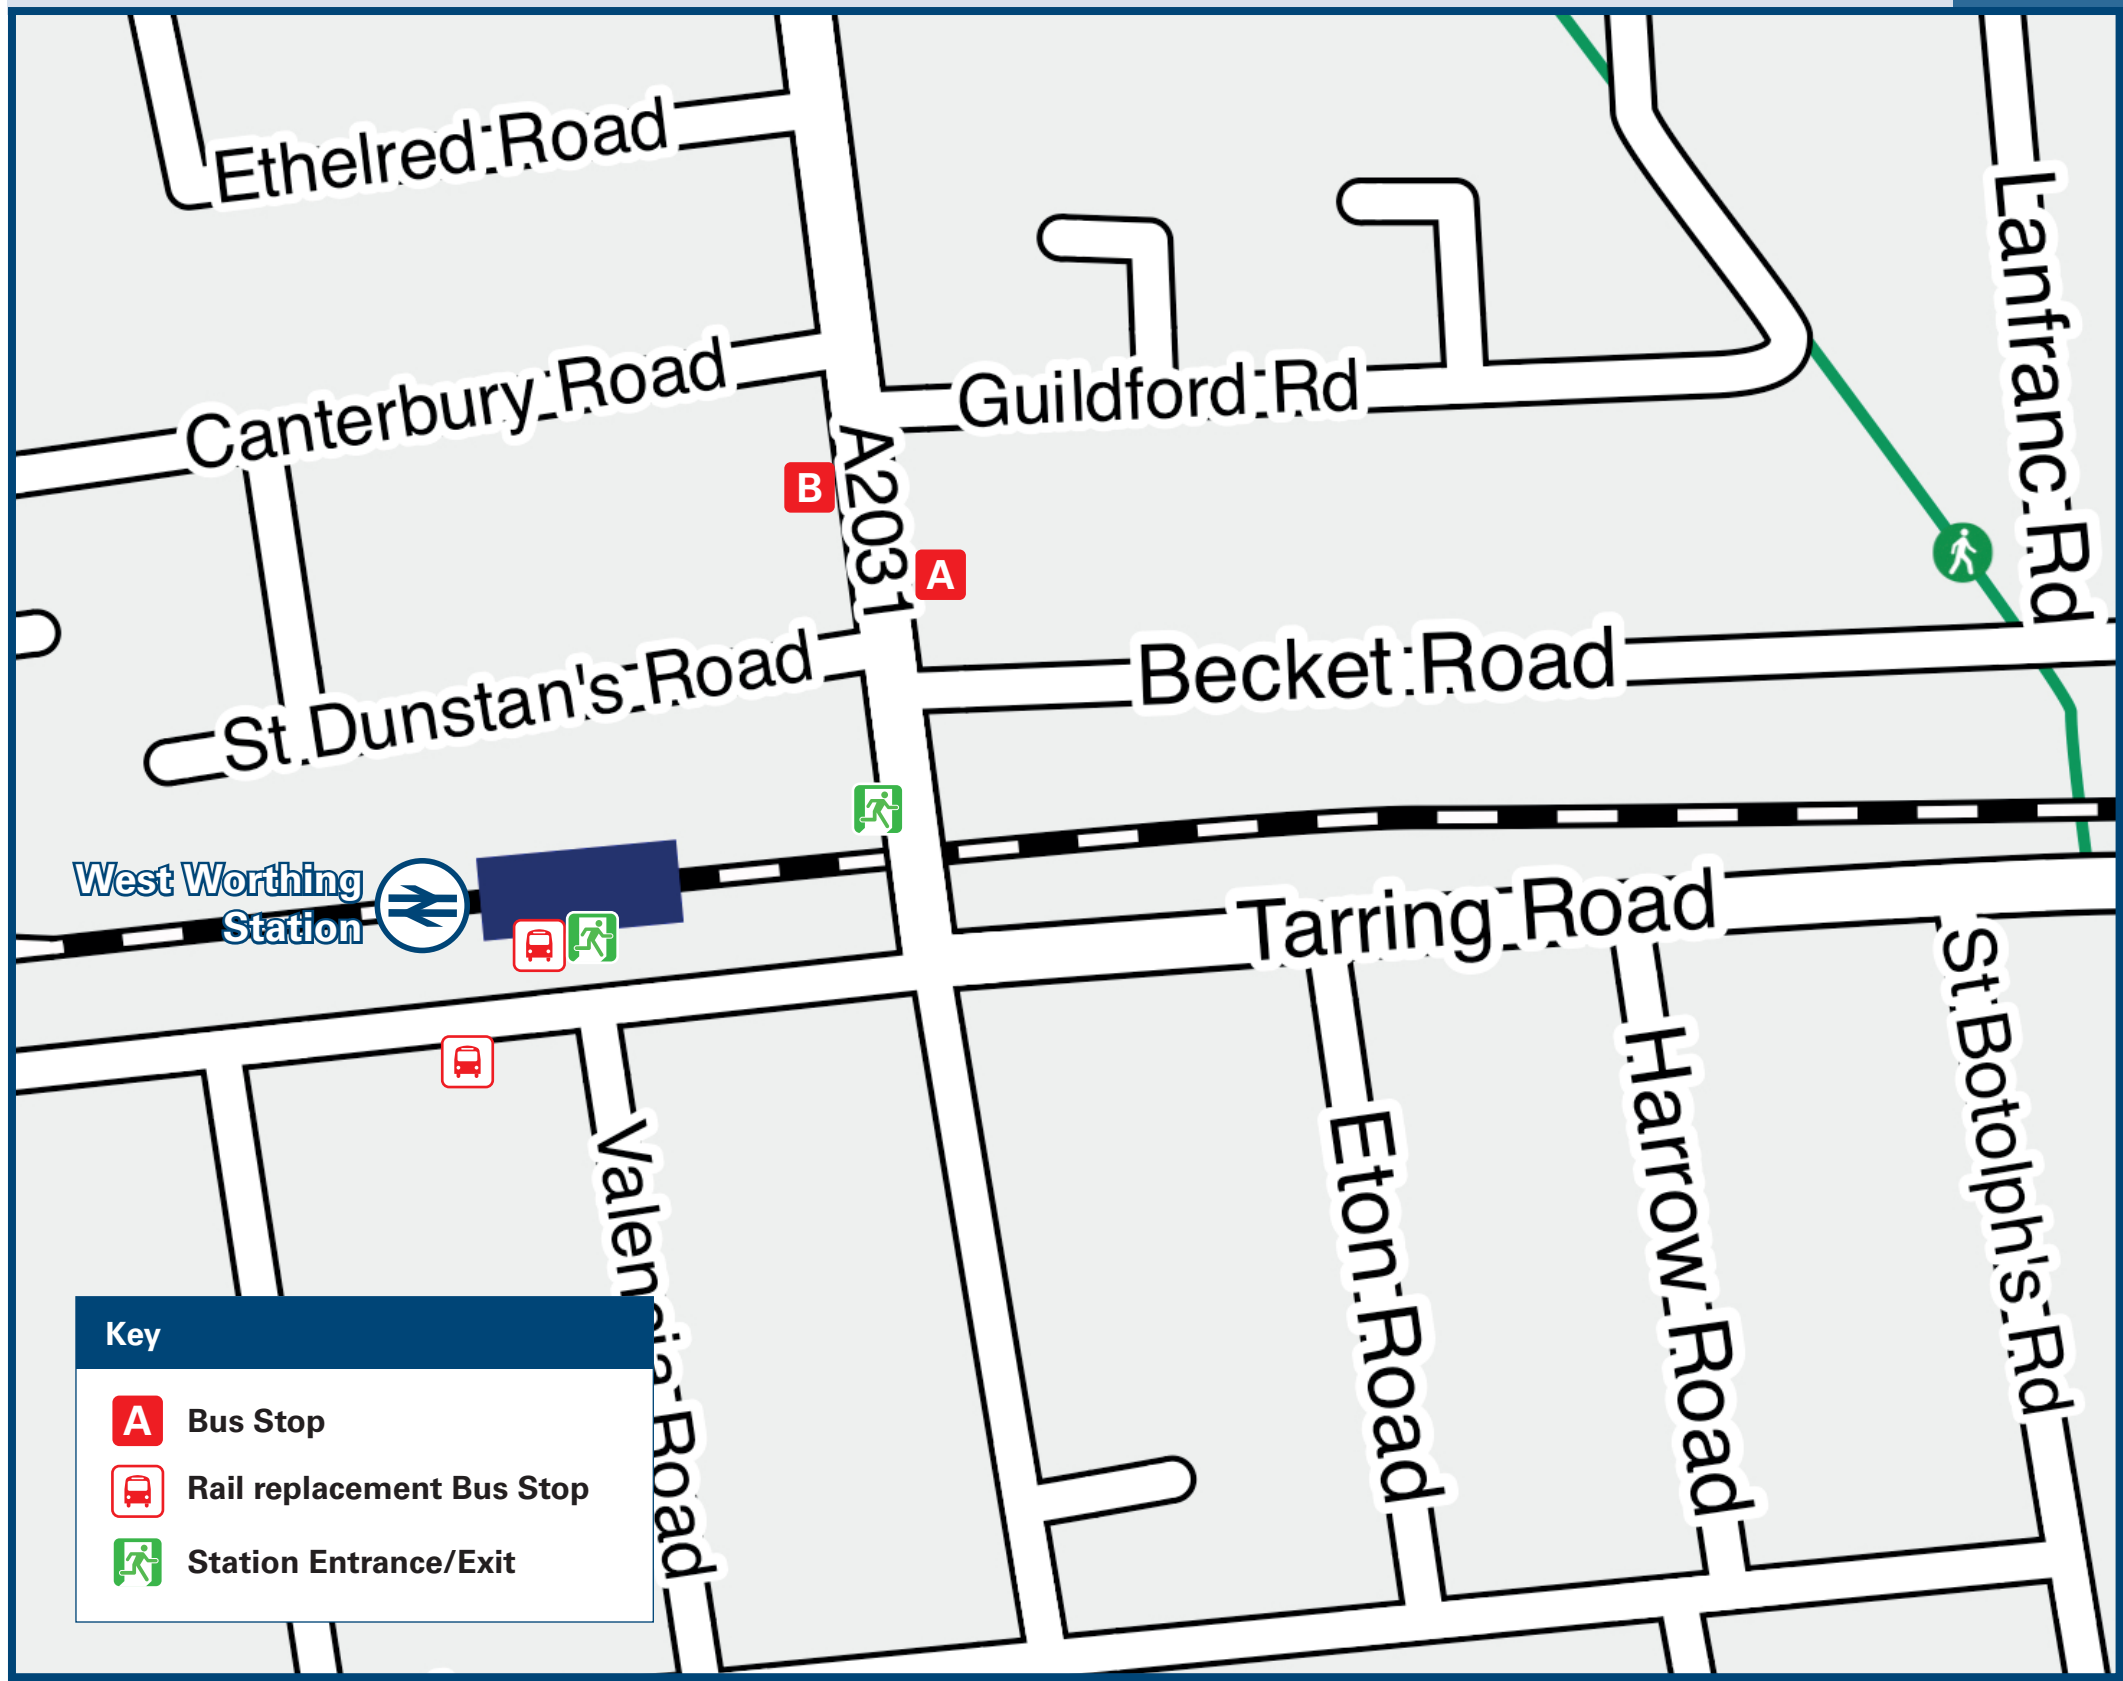 Ethelred Road
Lanfranc Rd
Canterbury Road
Guildford Rd
A2031
B
A
St Dunstan's Road
Becket Road
West Worthing
Station
Tarring Road
St Botolph's Rd
Harrow Road
Eton Road
Valencia Road
Key
A Bus Stop
Rail replacement Bus Stop
Station Entrance/Exit